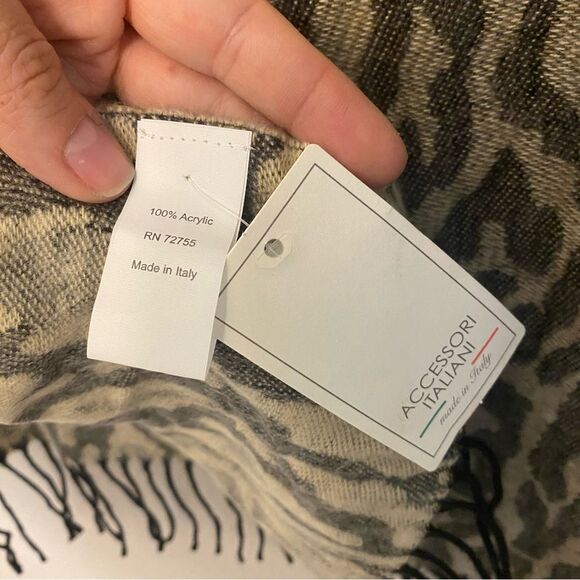 100% Acrylic
RN 72755
Made in Italy
ACCESSORI
ITALIANI
made in Italy